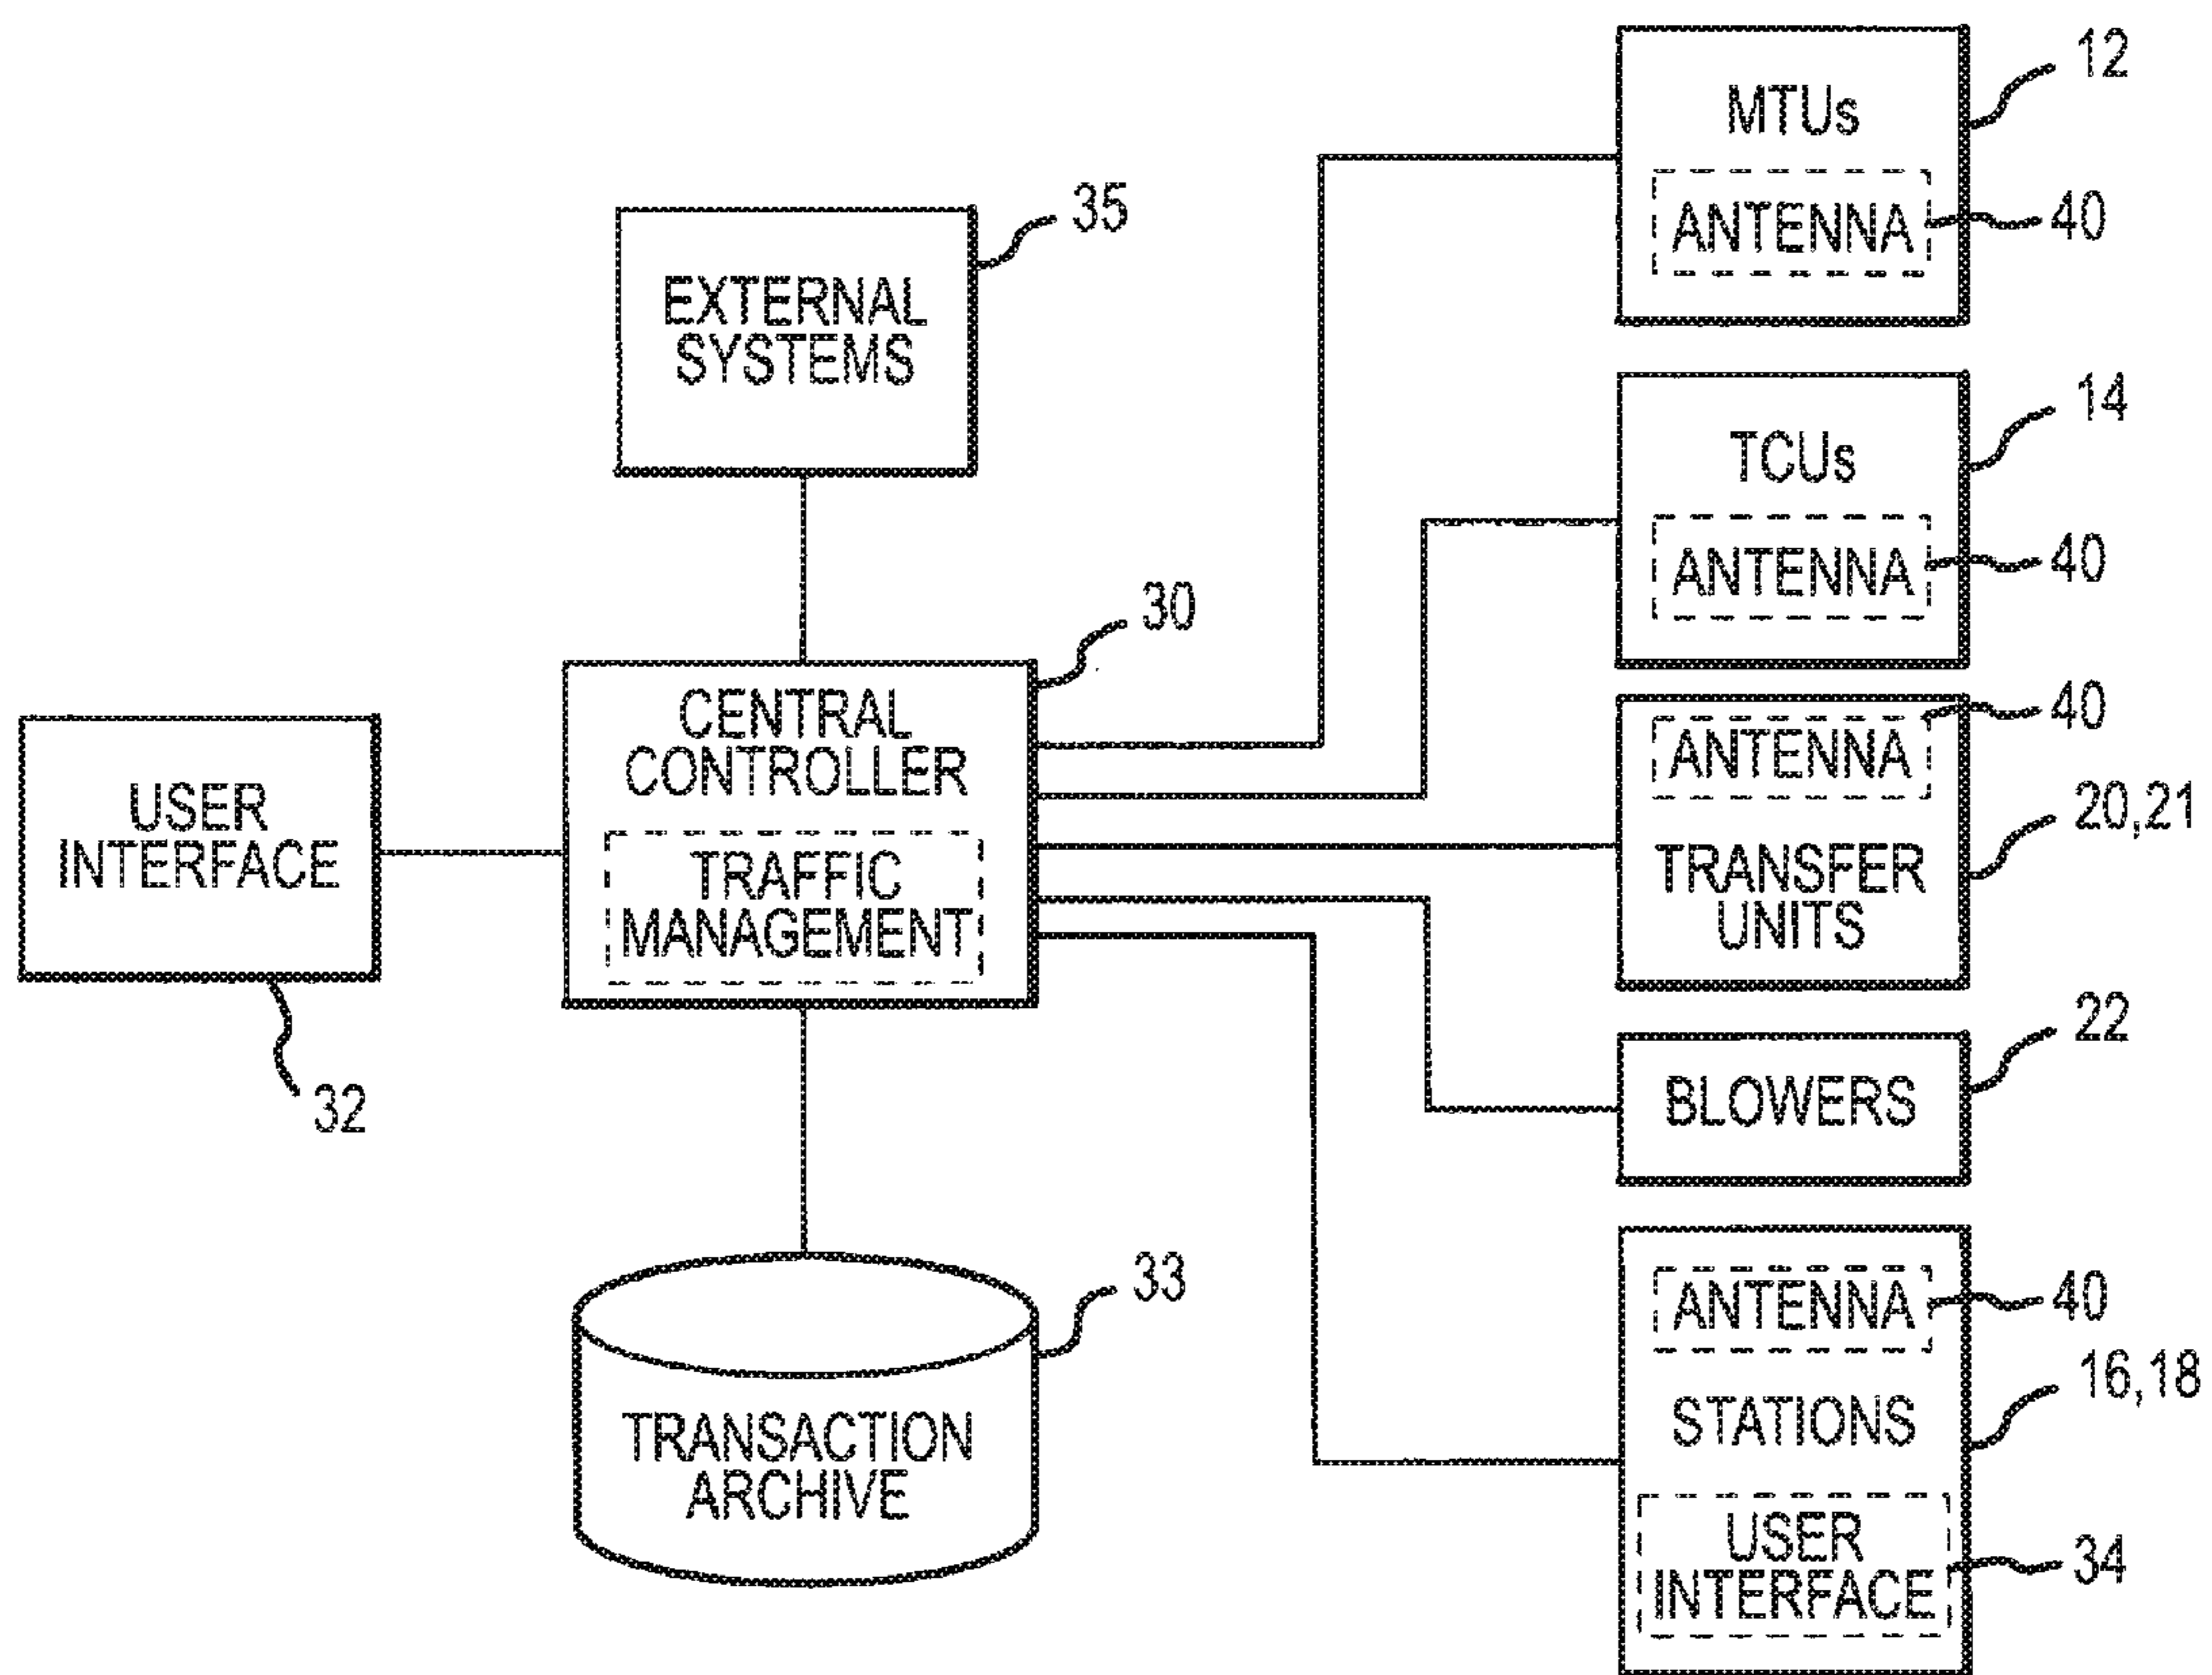 12
MTUs
ANTENNA
40
35
EXTERNAL
SYSTEMS
14
TCUs
ANTENNA
40
30
CENTRAL
CONTROLLER
TRAFFIC
MANAGEMENT
USER
INTERFACE
32
40
ANTENNA
20,21
TRANSFER
UNITS
22
BLOWERS
33
TRANSACTION
ARCHIVE
ANTENNA
40
16,18
STATIONS
USER
INTERFACE
34